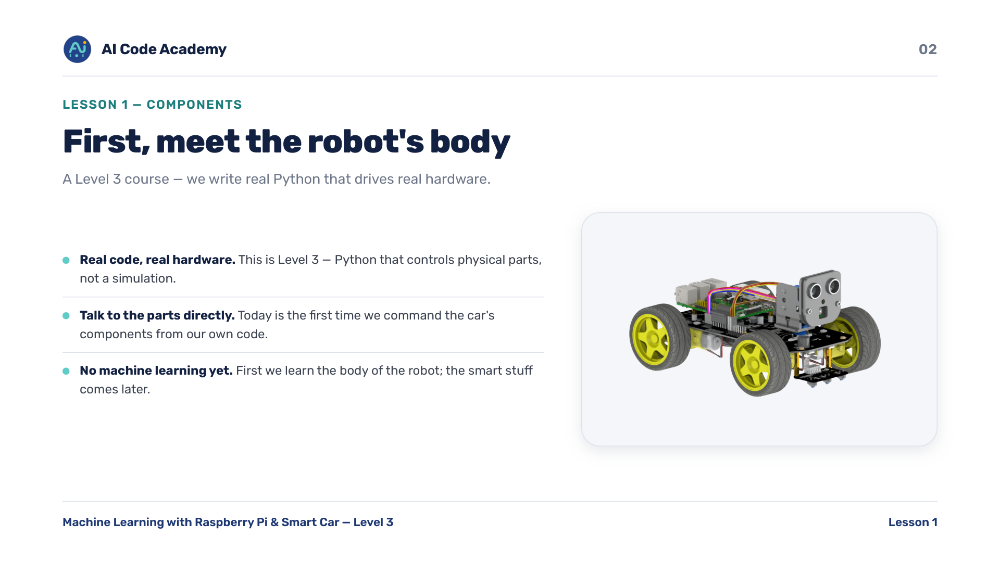 AI Code Academy
02
LESSON 1 — COMPONENTS
First, meet the robot's body
A Level 3 course — we write real Python that drives real hardware.
Real code, real hardware. This is Level 3 — Python that controls physical parts,
not a simulation.
Talk to the parts directly. Today is the first time we command the car's
components from our own code.
No machine learning yet. First we learn the body of the robot; the smart stuff
comes later.
Machine Learning with Raspberry Pi & Smart Car — Level 3
Lesson 1